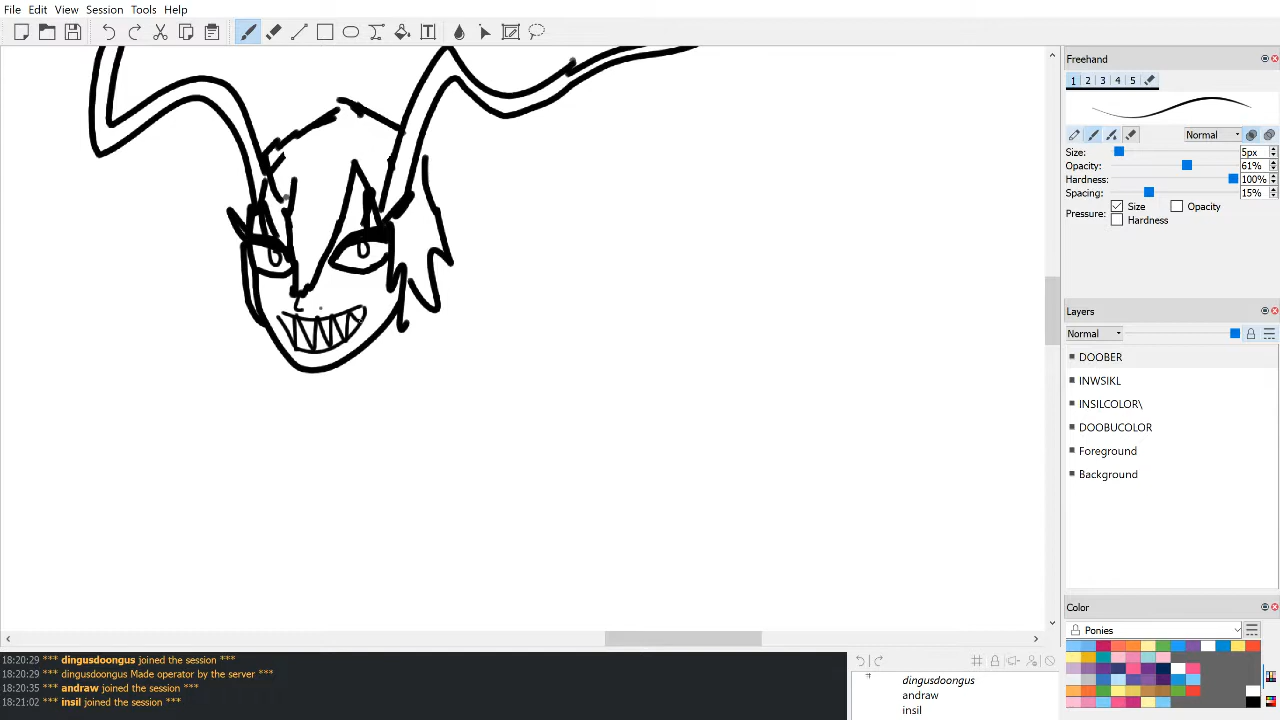 File Edit View Session Tools Help
Freehand
1 2 3 4 5
Normal
Size: 5px
Opacity: 61%
Hardness: 100%
Spacing: 15%
Pressure: Size Opacity
Hardness
Layers
Normal
DOOBER
INWSIKL
INSILCOLOR\
DOOBUCOLOR
Foreground
Background
Color
Ponies
18:20:29 *** dingusdoongus joined the session ***
18:20:29 *** dingusdoongus Made operator by the server ***
18:20:35 *** andraw joined the session ***
18:21:02 *** insil joined the session ***
dingusdoongus
andraw
insil